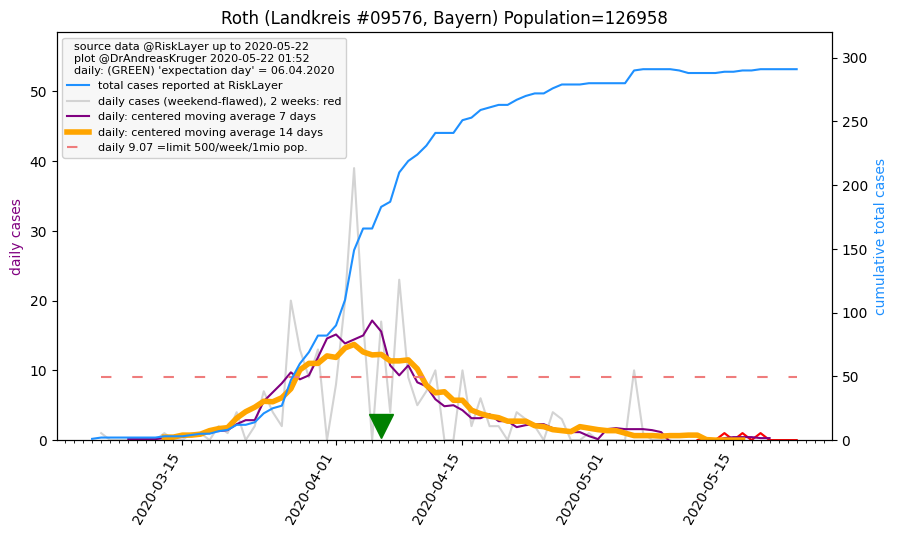 Roth (Landkreis #09576, Bayern) Population=126958
source data @RiskLayer up to 2020-05-22
plot @DrAndreasKruger 2020-05-22 01:52
daily: (GREEN) 'expectation day' = 06.04.2020
total cases reported at RiskLayer
daily cases (weekend-flawed), 2 weeks: red
daily: centered moving average 7 days
daily: centered moving average 14 days
daily 9.07 =limit 500/week/1mio pop.
daily cases
50
40
30
20
10
0
cumulative total cases
300
250
200
150
100
50
0
2020-03-15
2020-04-01
2020-04-15
2020-05-01
2020-05-15